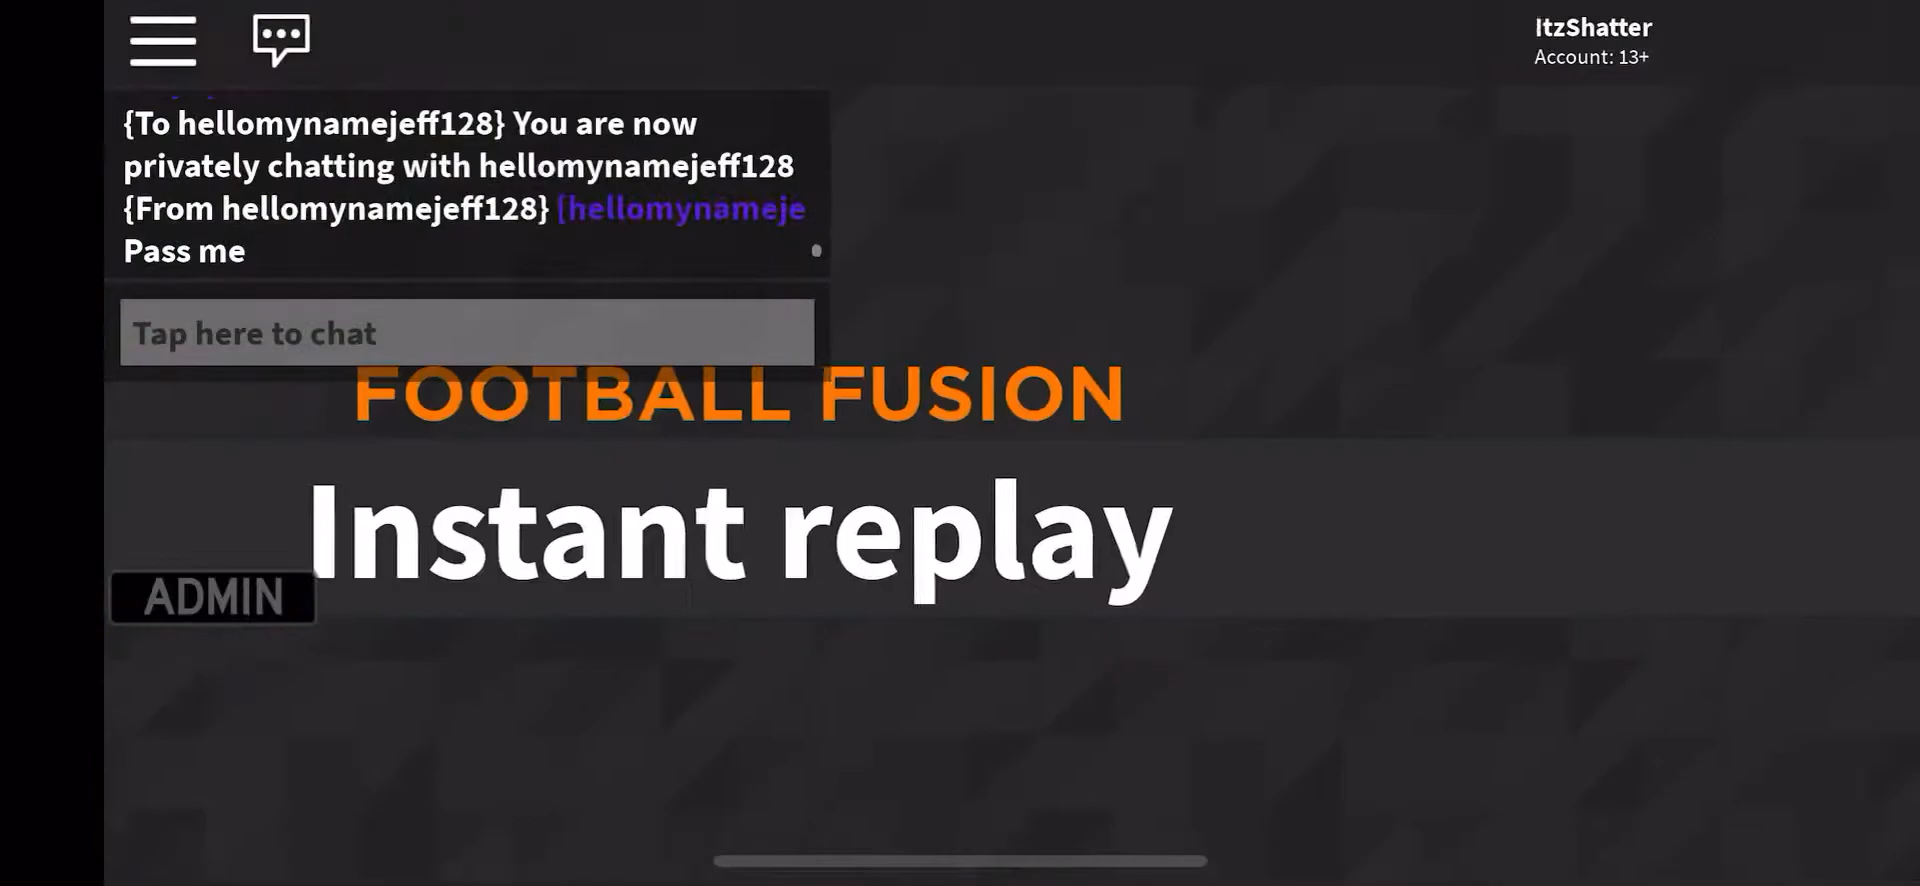 ItzShatter
Account: 13+
{To hellomynamejeff128} You are now
privately chatting with hellomynamejeff128
{From hellomynamejeff128} [hellomynameje
Pass me
Tap here to chat
FOOTBALL FUSION
Instant replay
ADMIN